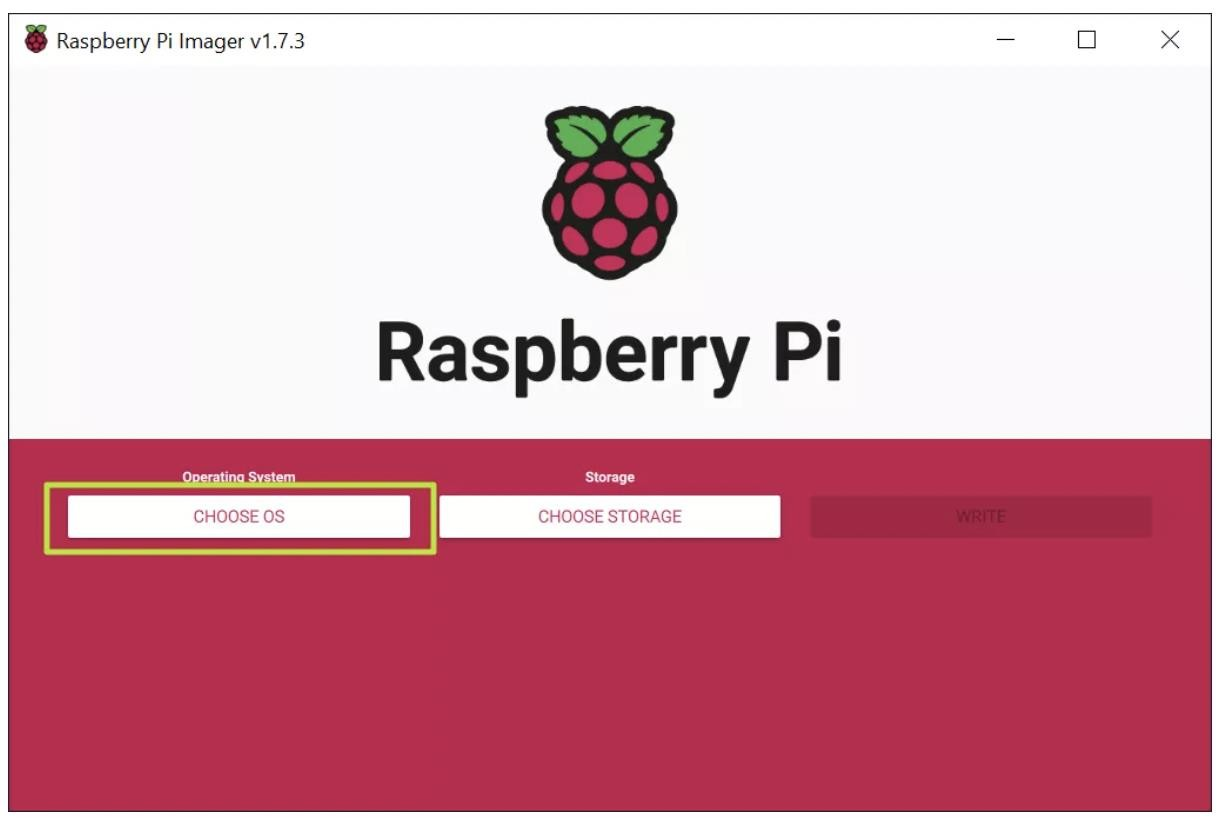 Raspberry Pi Imager v1.7.3
Raspberry Pi
Operating System
Storage
CHOOSE OS
CHOOSE STORAGE
WRITE